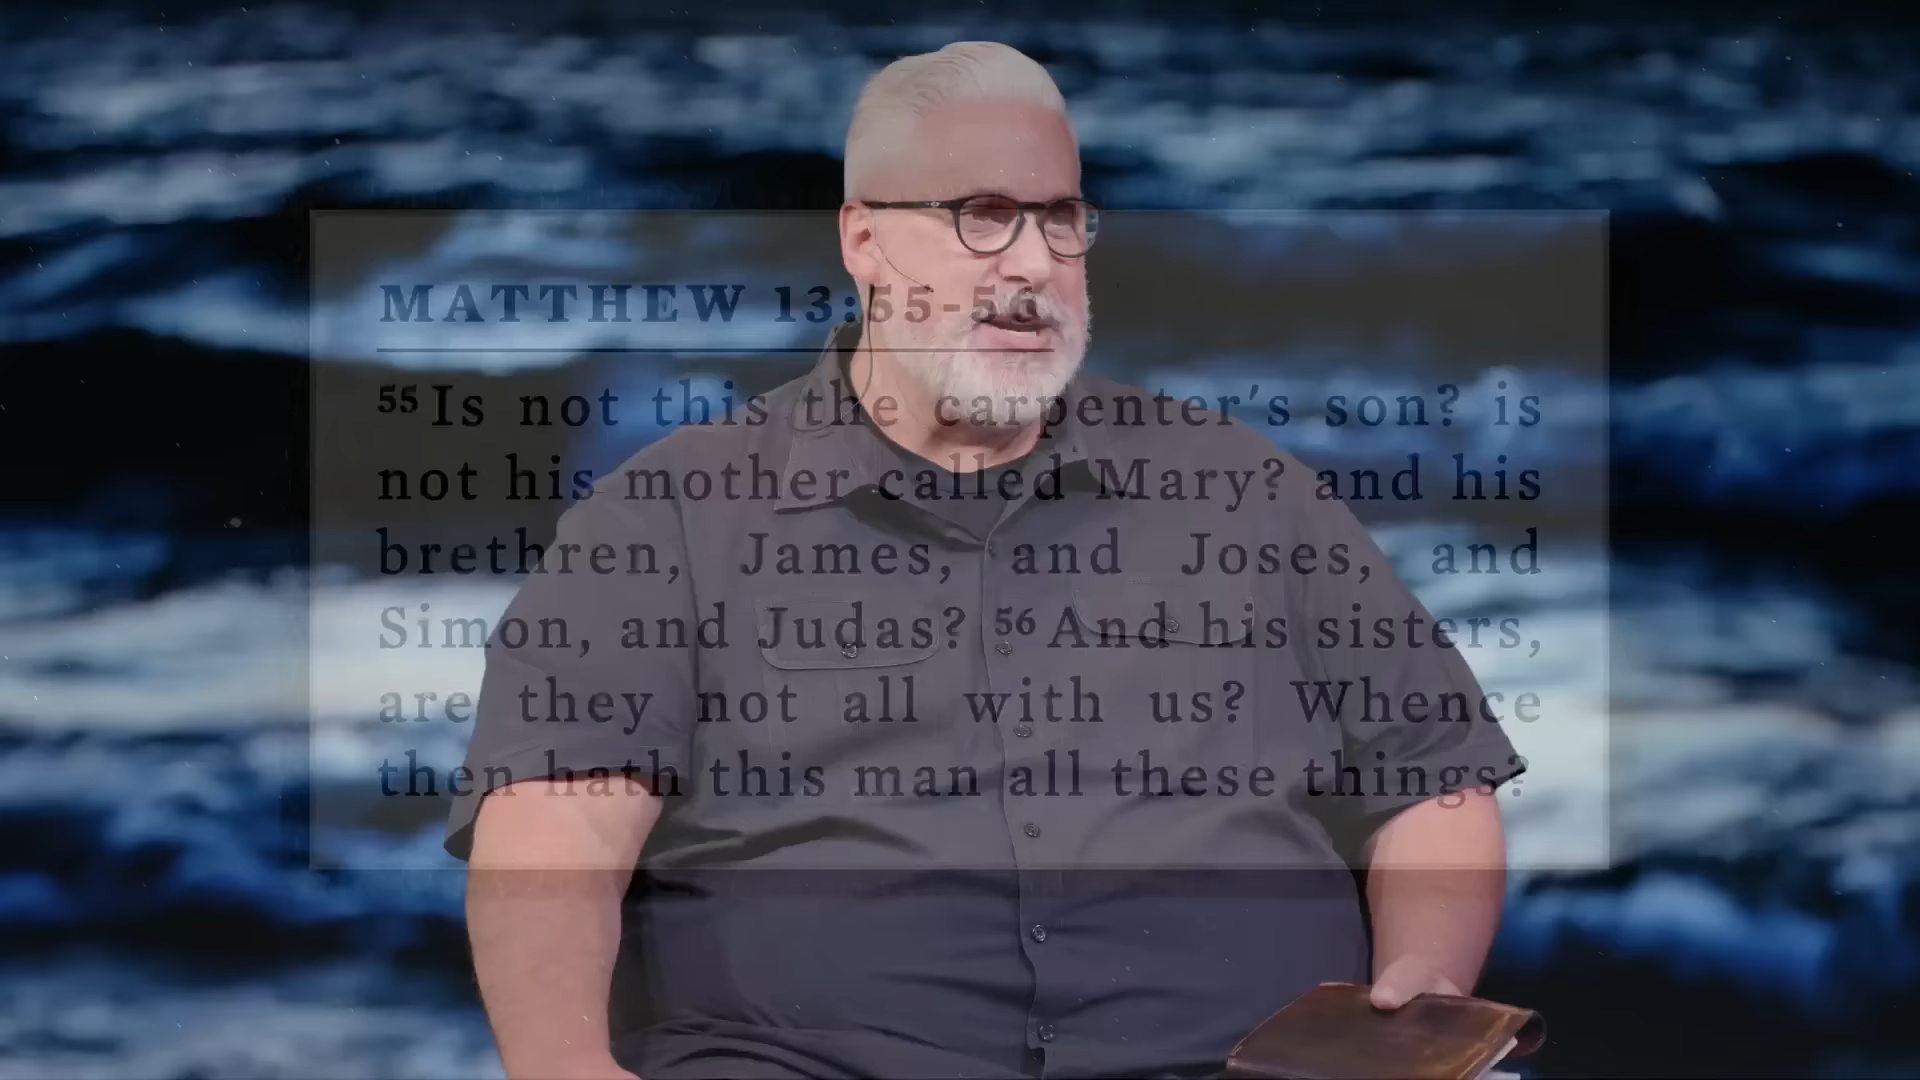 MATTHEW 13:55-56
55 Is not this the carpenter's son? is
not his mother called Mary? and his
brethren, James, and Joses, and
Simon, and Judas? 56 And his sisters,
are they not all with us? Whence
then hath this man all these things?